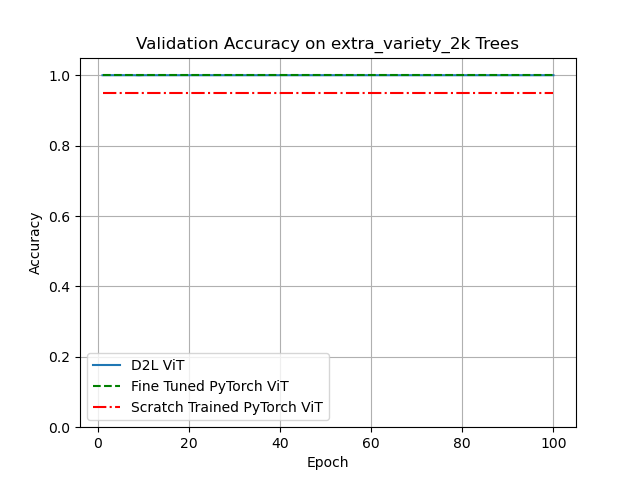 Validation Accuracy on extra_variety_2k Trees
1.0
0.8
0.6
0.4
0.2
0.0
Accuracy
D2L ViT
Fine Tuned PyTorch ViT
Scratch Trained PyTorch ViT
0 20 40 60 80 100
Epoch